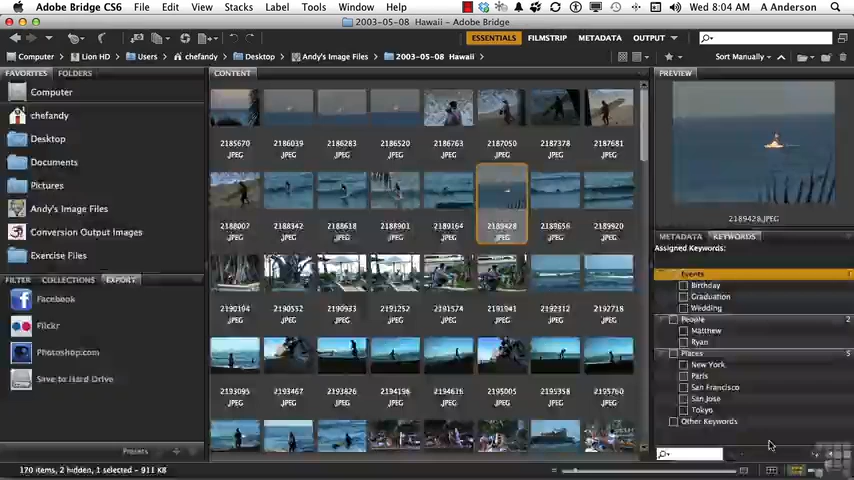 Adobe Bridge CS6 File Edit View Stacks Label Tools Window Help Wed 8:04 AM A Anderson
2003-05-08 Hawaii — Adobe Bridge
ESSENTIALS FILMSTRIP METADATA OUTPUT
Computer Lion HD Users chefandy Desktop Andy's Image Files 2003-05-08 Hawaii Sort Manually
FAVORITES FOLDERS
Computer
chefandy
Desktop
Documents
Pictures
Andy's Image Files
Conversion Output Images
Exercise Files
FILTER COLLECTIONS EXPORT
Facebook
Flickr
Photoshop.com
Save to Hard Drive
Presets
CONTENT
2185670 JPEG
2186039 JPEG
2186283 JPEG
2186520 JPEG
2186763 JPEG
2187050 JPEG
2187378 JPEG
2187681 JPEG
2188007 JPEG
2188342 JPEG
2188618 JPEG
2188901 JPEG
2189164 JPEG
2189428 JPEG
2189656 JPEG
2189920 JPEG
2190194 JPEG
2190552 JPEG
2190933 JPEG
2191252 JPEG
2191574 JPEG
2191941 JPEG
2192312 JPEG
2192718 JPEG
2193095 JPEG
2193467 JPEG
2193826 JPEG
2194196 JPEG
2194616 JPEG
2195005 JPEG
2195358 JPEG
2195760 JPEG
PREVIEW
2189428.JPEG
METADATA KEYWORDS
Assigned Keywords:
Events 1
Birthday
Graduation
Wedding
People 2
Matthew
Ryan
Places 5
New York
Paris
San Francisco
San Jose
Tokyo
Other Keywords
170 items, 2 hidden, 1 selected - 911 KB